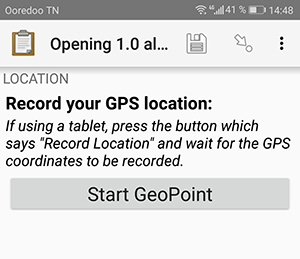 Ooredoo TN 41 % 14:48
Opening 1.0 al...
LOCATION
Record your GPS location:
If using a tablet, press the button which
says "Record Location" and wait for the GPS
coordinates to be recorded.
Start GeoPoint